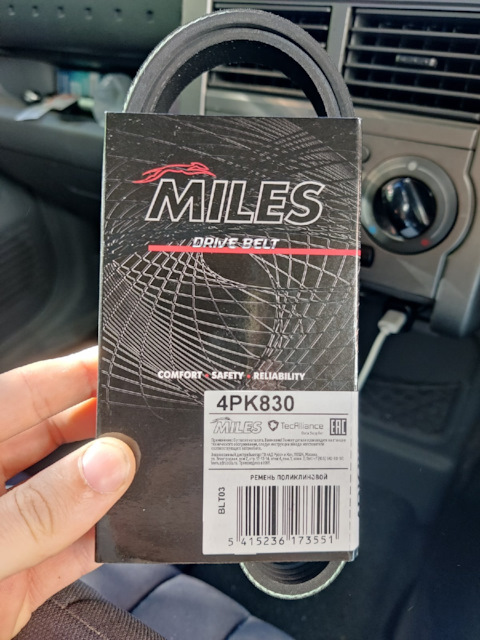 MILES
DRIVE BELT
COMFORT • SAFETY • RELIABILITY
4PK830
MILES TecAlliance EAC
BLT03
РЕМЕНЬ ПОЛИКЛИНОВОЙ
5 415236 173551